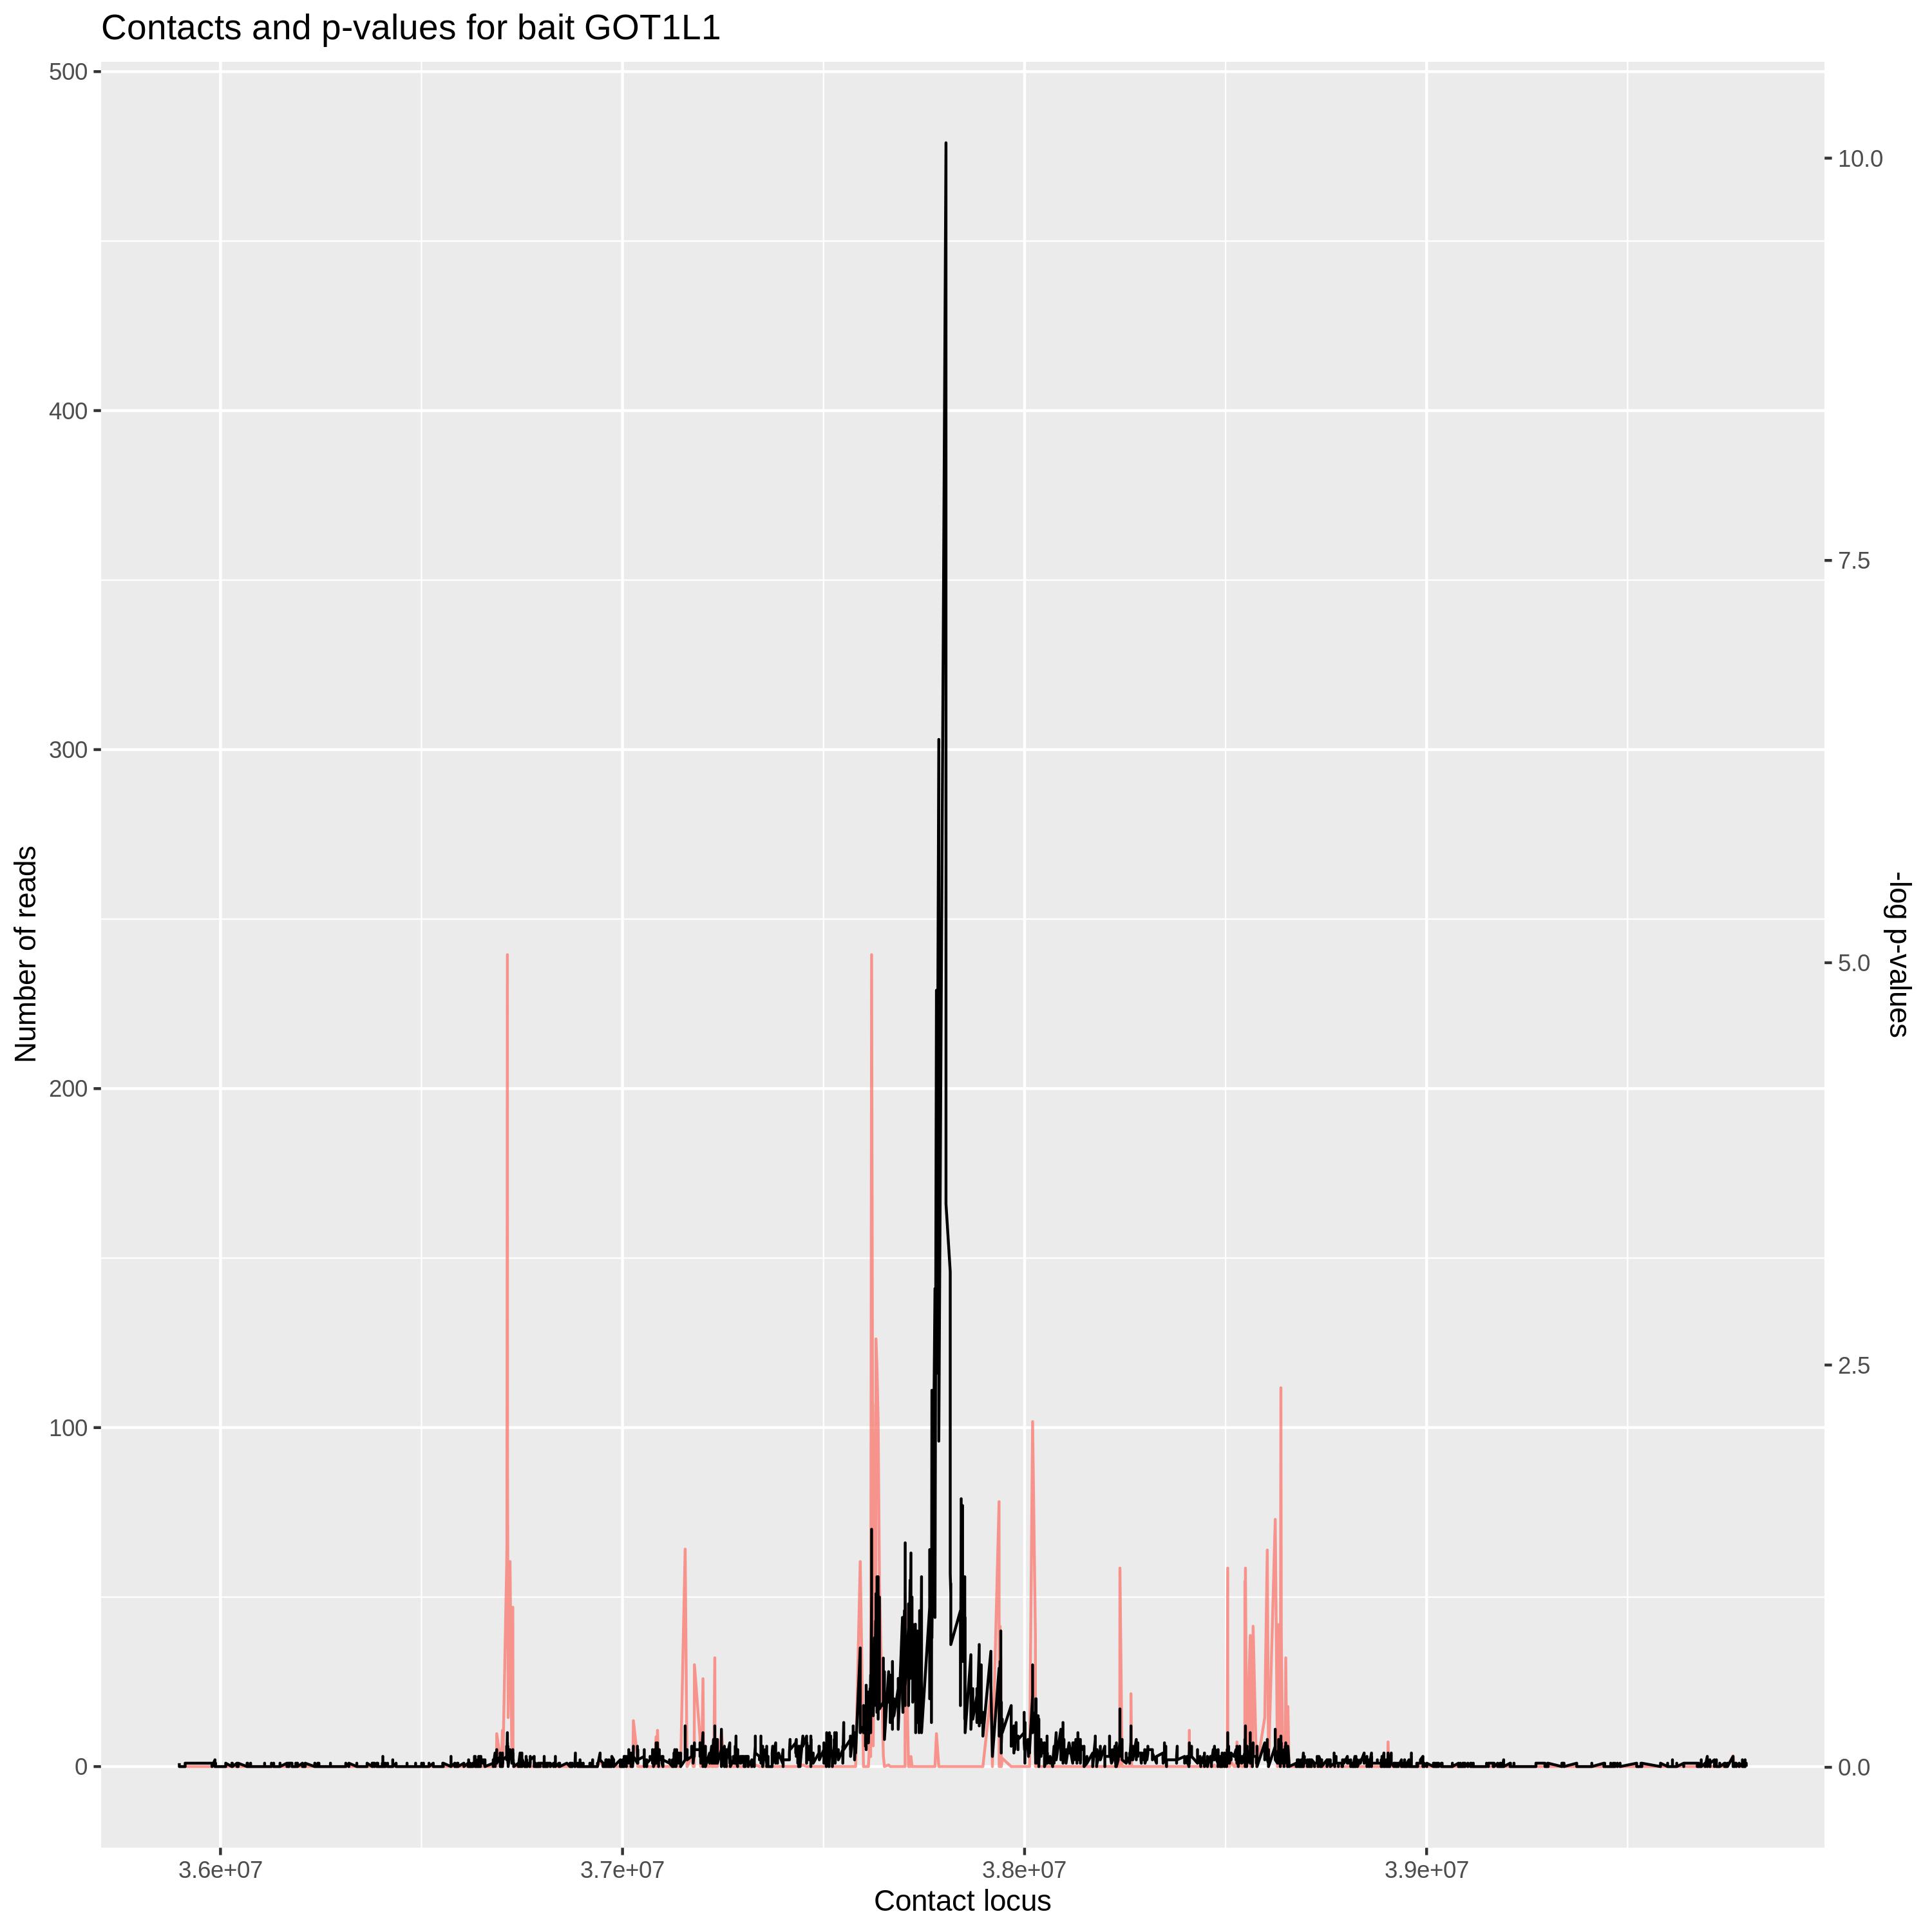 Contacts and p-values for bait GOT1L1
500
400
300
200
100
0
Number of reads
10.0
7.5
5.0
2.5
0.0
-log p-values
3.6e+07
3.7e+07
3.8e+07
3.9e+07
Contact locus